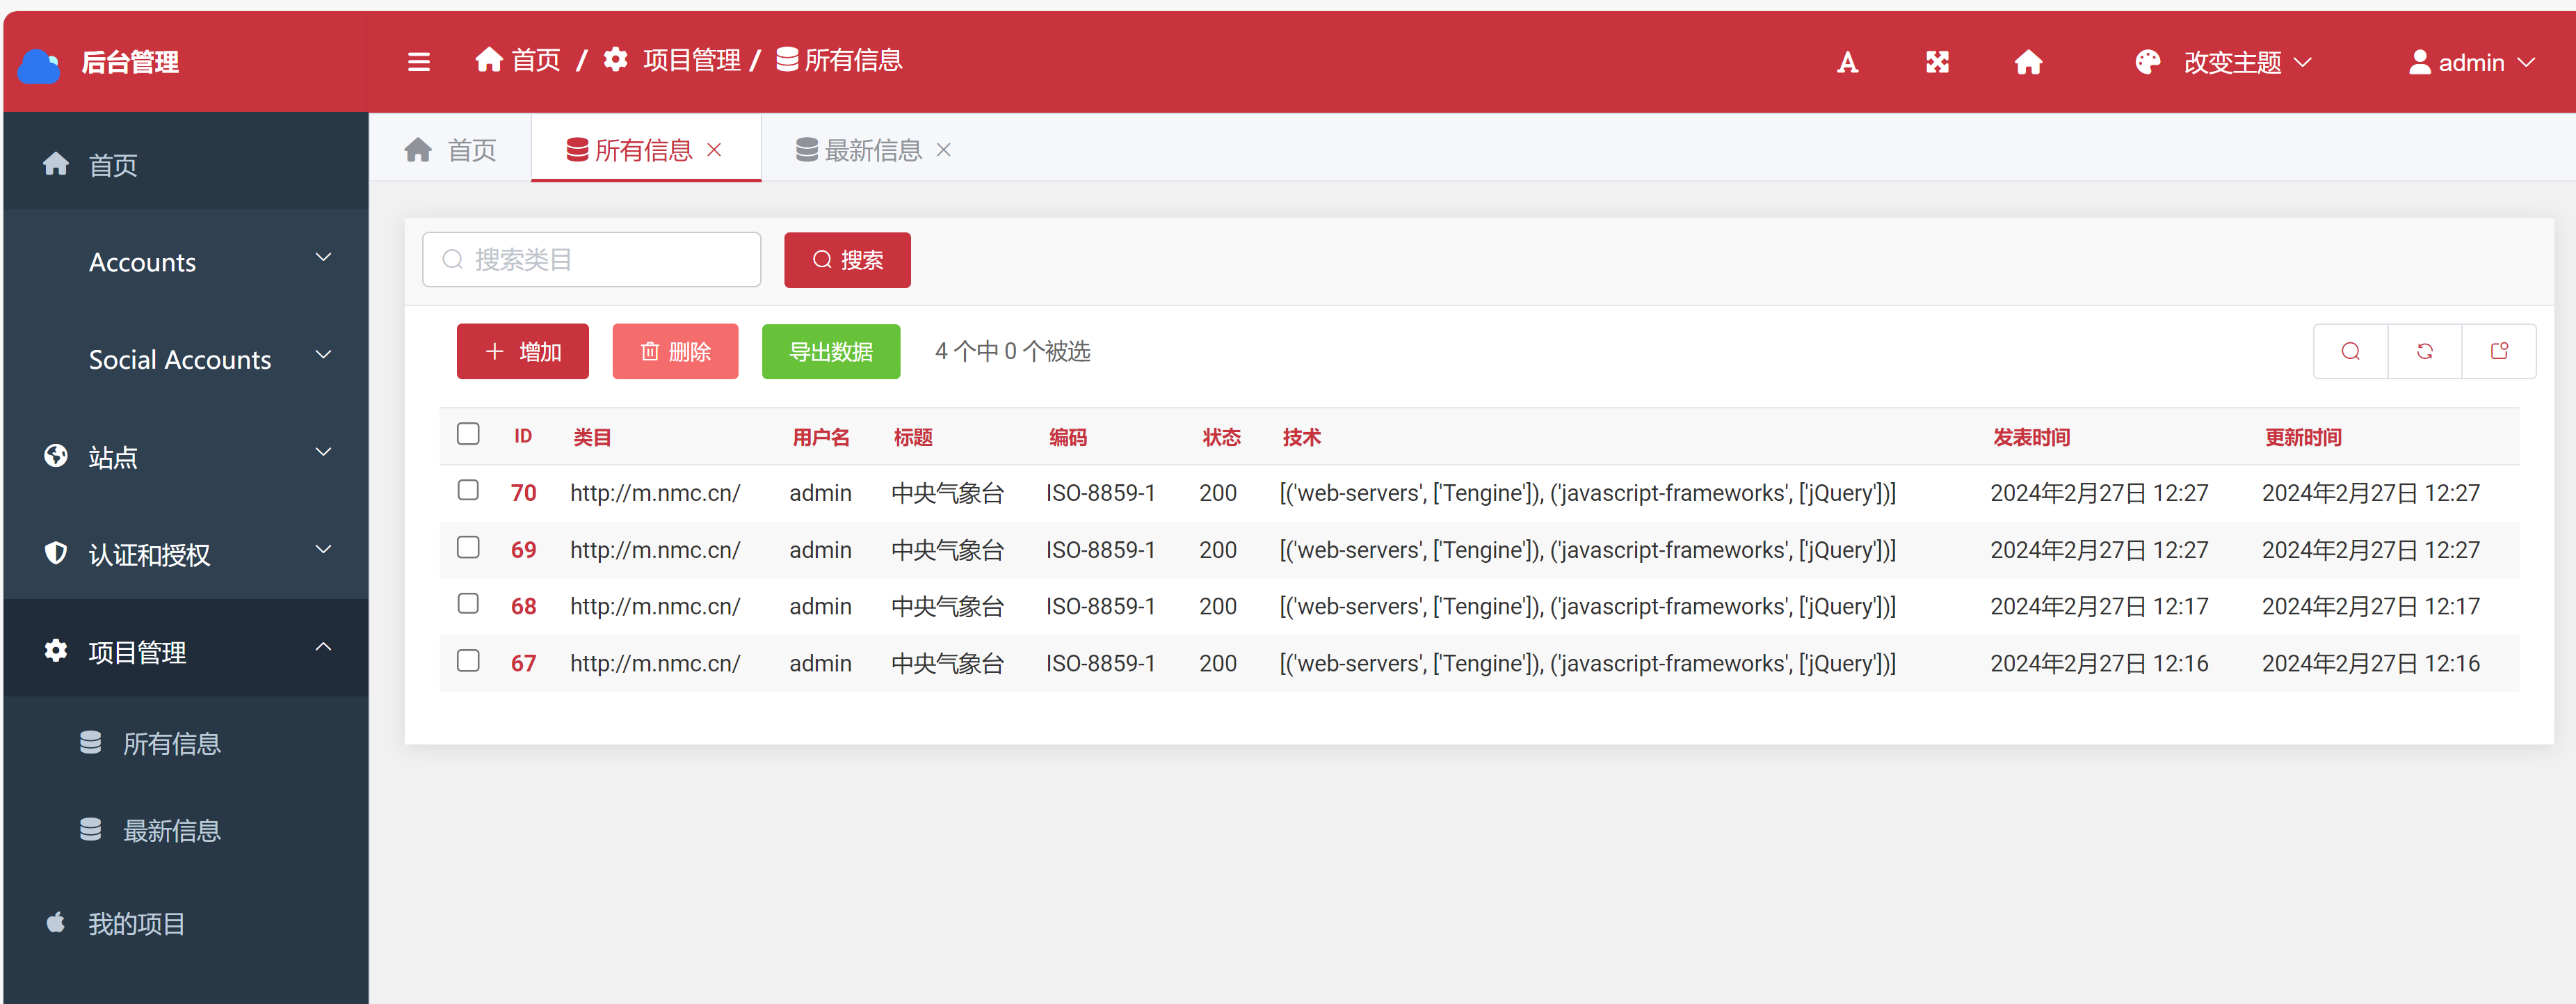 后台管理
首页 / 项目管理 / 所有信息
改变主题
admin
首页
Accounts
Social Accounts
站点
认证和授权
项目管理
所有信息
最新信息
我的项目
首页 所有信息 最新信息
搜索类目 搜索
增加 删除 导出数据 4 个中 0 个被选
ID 类目 用户名 标题 编码 状态 技术 发表时间 更新时间
70 http://m.nmc.cn/ admin 中央气象台 ISO-8859-1 200 [('web-servers', ['Tengine']), ('javascript-frameworks', ['jQuery'])] 2024年2月27日 12:27 2024年2月27日 12:27
69 http://m.nmc.cn/ admin 中央气象台 ISO-8859-1 200 [('web-servers', ['Tengine']), ('javascript-frameworks', ['jQuery'])] 2024年2月27日 12:27 2024年2月27日 12:27
68 http://m.nmc.cn/ admin 中央气象台 ISO-8859-1 200 [('web-servers', ['Tengine']), ('javascript-frameworks', ['jQuery'])] 2024年2月27日 12:17 2024年2月27日 12:17
67 http://m.nmc.cn/ admin 中央气象台 ISO-8859-1 200 [('web-servers', ['Tengine']), ('javascript-frameworks', ['jQuery'])] 2024年2月27日 12:16 2024年2月27日 12:16